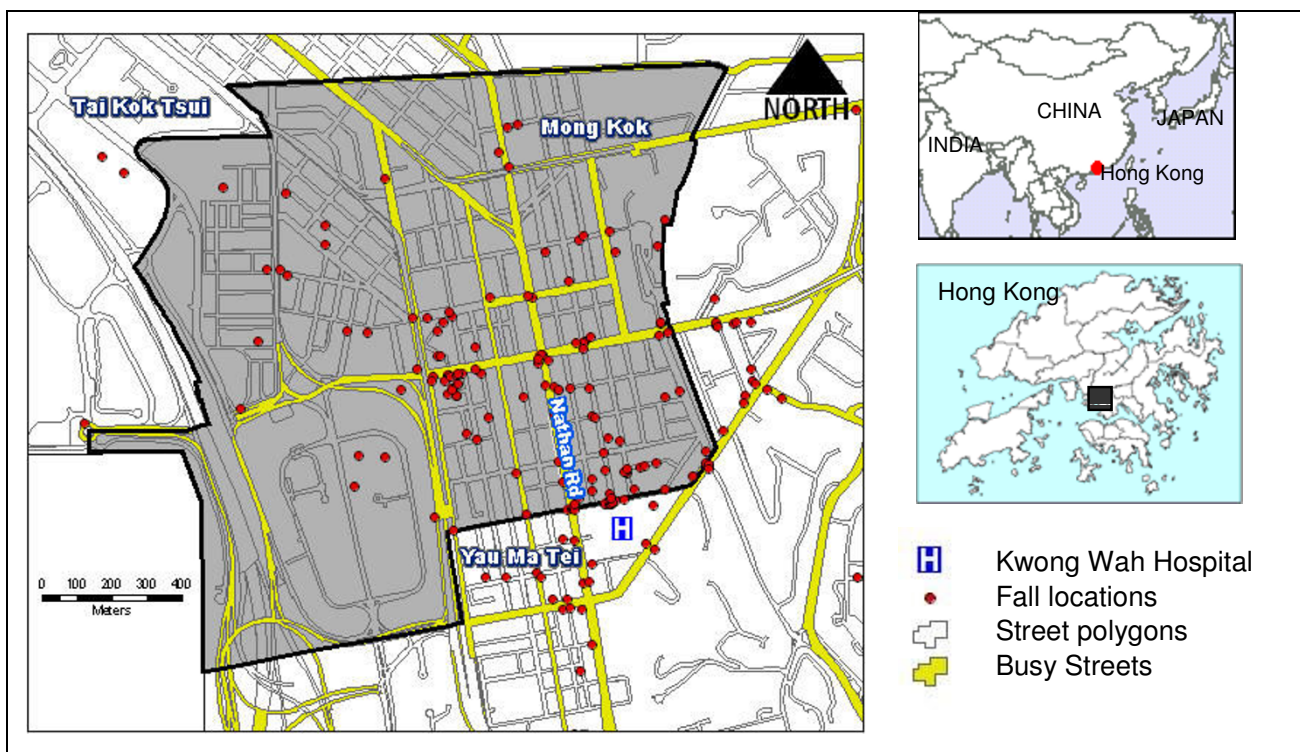 Tai Kok Tsui
Mong Kok
NORTH
Nathan Rd
Yau Ma Tei
H
0 100 200 300 400
Meters
CHINA
JAPAN
INDIA
Hong Kong
Hong Kong
H Kwong Wah Hospital
Fall locations
Street polygons
Busy Streets